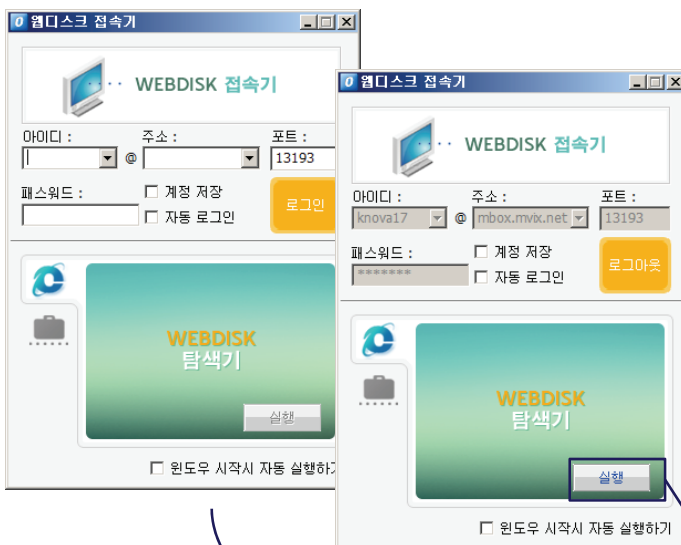 웹디스크 접속기
WEBDISK 접속기
아이디 : 주소 : 포트 :
@ 13193
패스워드 : 계정 저장
자동 로그인
로그인
WEBDISK
탐색기
실행
윈도우 시작시 자동 실행하기
웹디스크 접속기
WEBDISK 접속기
아이디 : 주소 : 포트 :
knova17 @ mbox.mvix.net 13193
패스워드 : 계정 저장
******* 자동 로그인
로그아웃
WEBDISK
탐색기
실행
윈도우 시작시 자동 실행하기